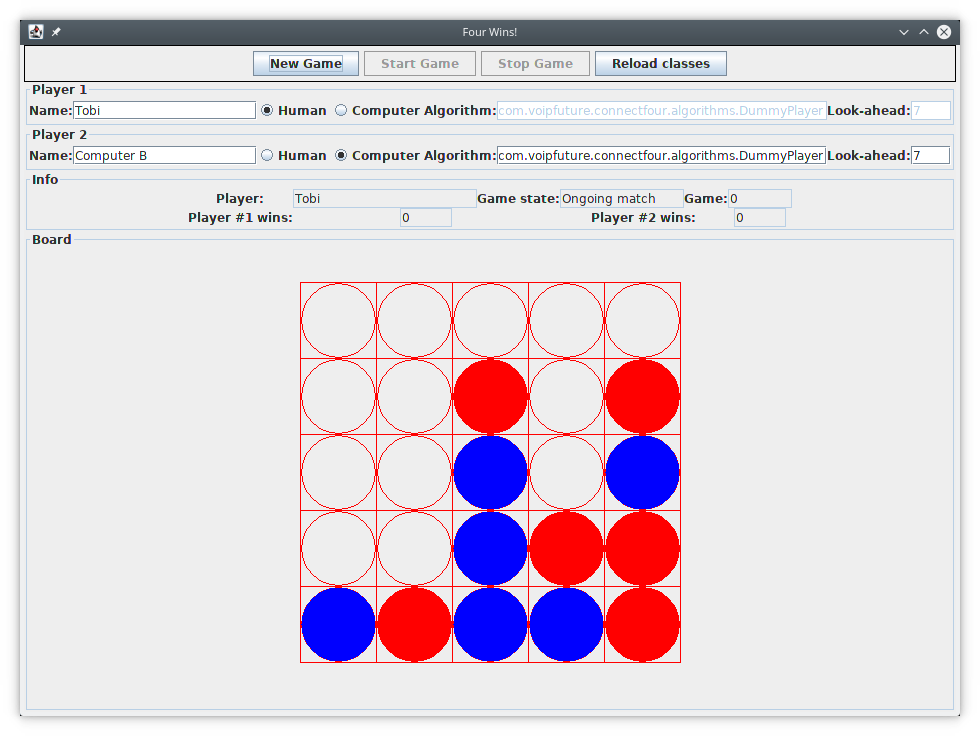 Four Wins!
New Game Start Game Stop Game Reload classes
Player 1
Name: Tobi Human Computer Algorithm: com.voipfuture.connectfour.algorithms.DummyPlayer Look-ahead: 7
Player 2
Name: Computer B Human Computer Algorithm: com.voipfuture.connectfour.algorithms.DummyPlayer Look-ahead: 7
Info
Player: Tobi Game state: Ongoing match Game: 0
Player #1 wins: 0 Player #2 wins: 0
Board